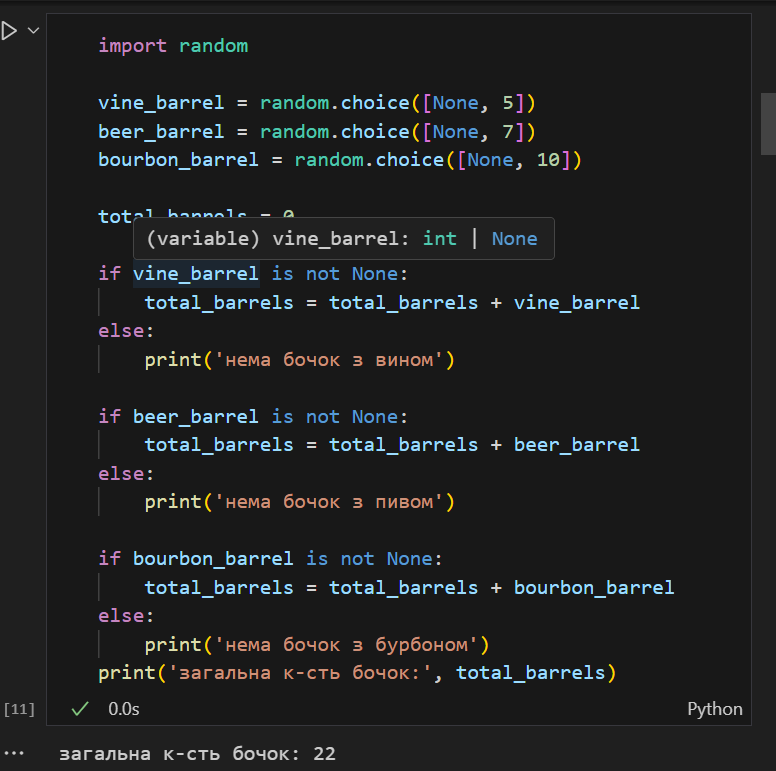 import random
vine_barrel = random.choice([None, 5])
beer_barrel = random.choice([None, 7])
bourbon_barrel = random.choice([None, 10])
total_barrels = 0
(variable) vine_barrel: int | None
if vine_barrel is not None:
total_barrels = total_barrels + vine_barrel
else:
print('нема бочок з вином')
if beer_barrel is not None:
total_barrels = total_barrels + beer_barrel
else:
print('нема бочок з пивом')
if bourbon_barrel is not None:
total_barrels = total_barrels + bourbon_barrel
else:
print('нема бочок з бурбоном')
print('загальна к-сть бочок:', total_barrels)
[11] ✓ 0.0s Python
... загальна к-сть бочок: 22